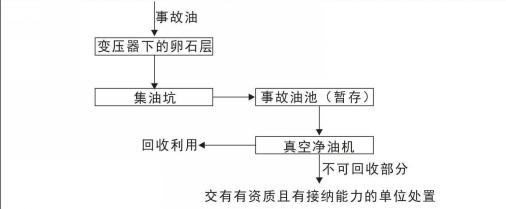 事故油
变压器下的卵石层
集油坑
事故油池（暂存）
回收利用
真空净油机
不可回收部分
交有有资质且有接纳能力的单位处置